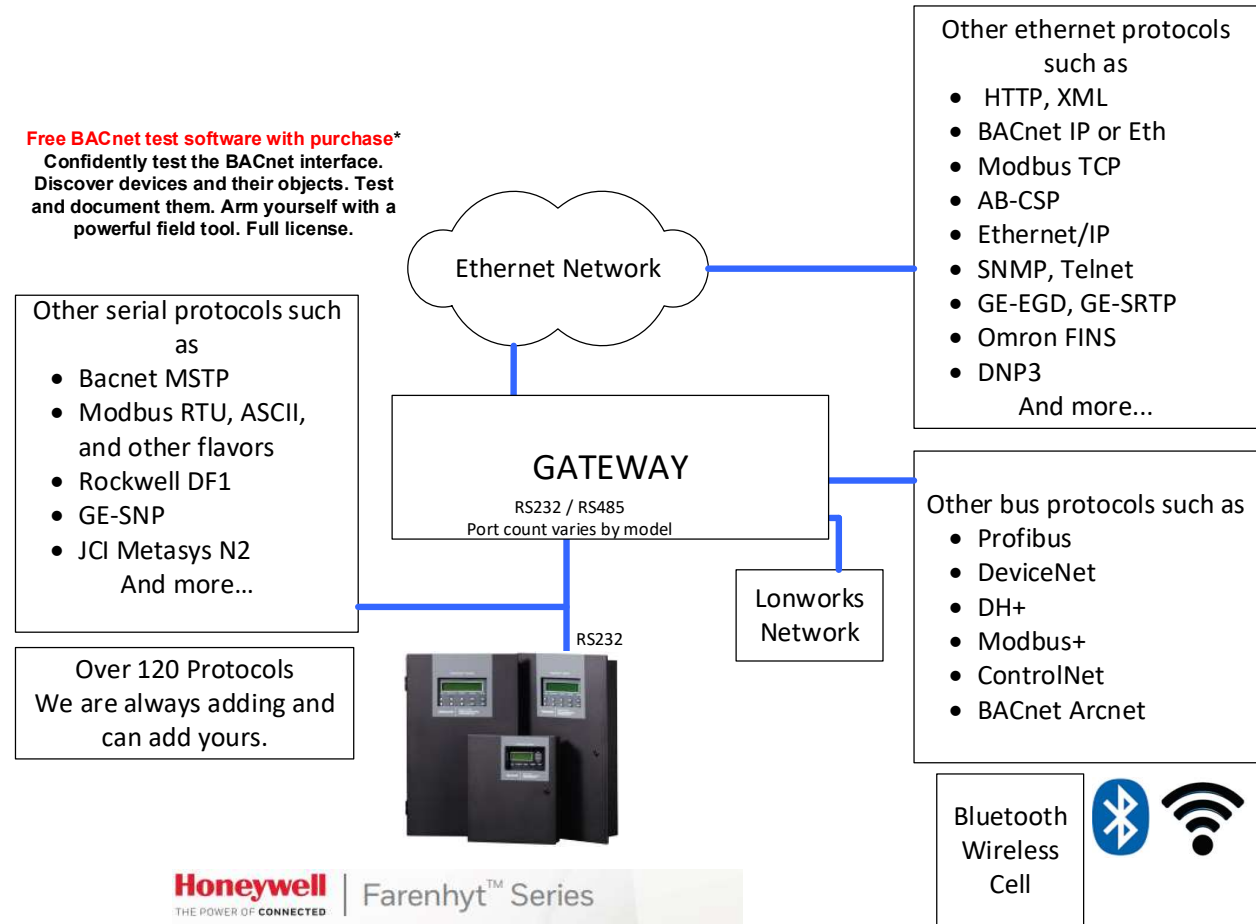 Free BACnet test software with purchase*
Confidently test the BACnet interface.
Discover devices and their objects. Test
and document them. Arm yourself with a
powerful field tool. Full license.
Other ethernet protocols
such as
• HTTP, XML
• BACnet IP or Eth
• Modbus TCP
• AB-CSP
• Ethernet/IP
• SNMP, Telnet
• GE-EGD, GE-SRTP
• Omron FINS
• DNP3
And more...
Ethernet Network
Other serial protocols such
as
• Bacnet MSTP
• Modbus RTU, ASCII,
and other flavors
• Rockwell DF1
• GE-SNP
• JCI Metasys N2
And more...
GATEWAY
RS232 / RS485
Port count varies by model
Other bus protocols such as
• Profibus
• DeviceNet
• DH+
• Modbus+
• ControlNet
• BACnet Arcnet
Lonworks
Network
RS232
Over 120 Protocols
We are always adding and
can add yours.
Bluetooth
Wireless
Cell
Honeywell
THE POWER OF CONNECTED
Farenhyt™ Series